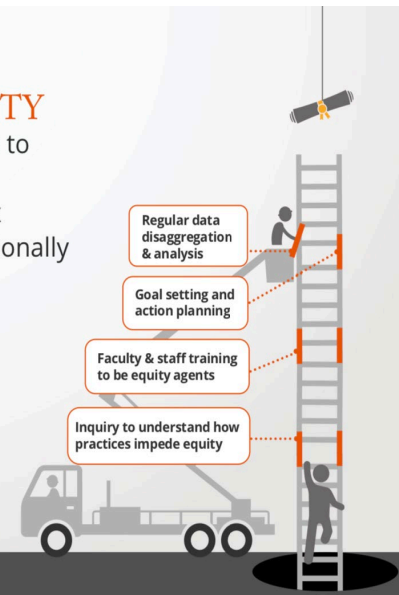 TY
to
onally
Regular data
disaggregation
& analysis
Goal setting and
action planning
Faculty & staff training
to be equity agents
Inquiry to understand how
practices impede equity